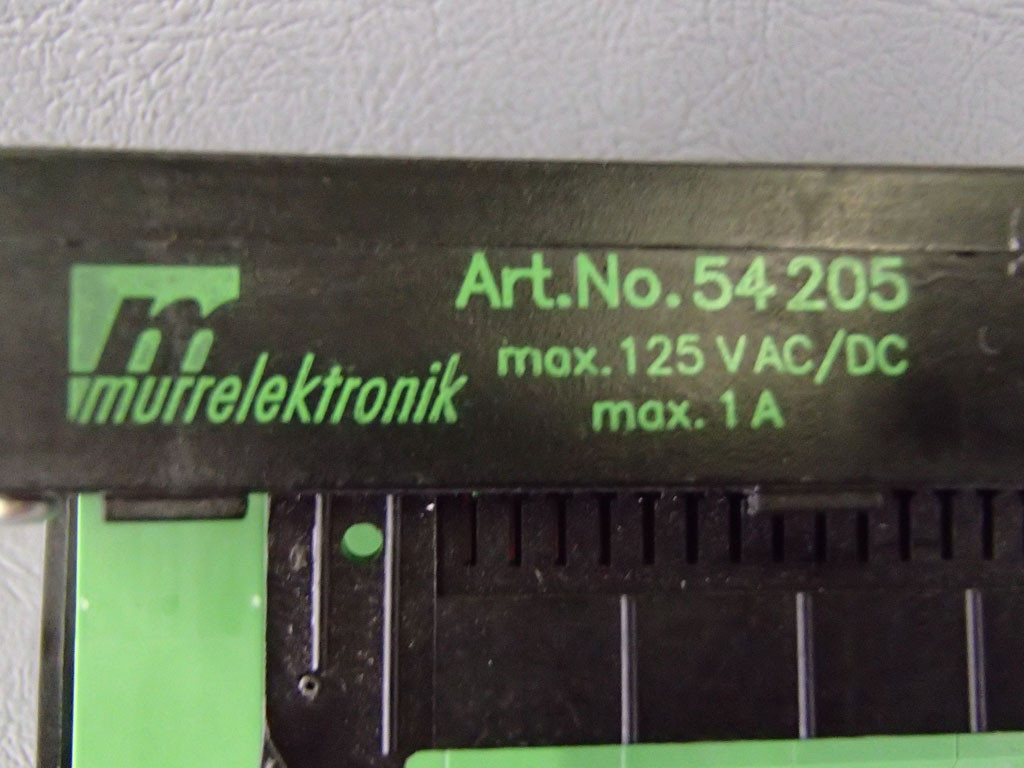 murrelektronik
Art.No. 54 205
max. 125 V AC/DC
max. 1 A